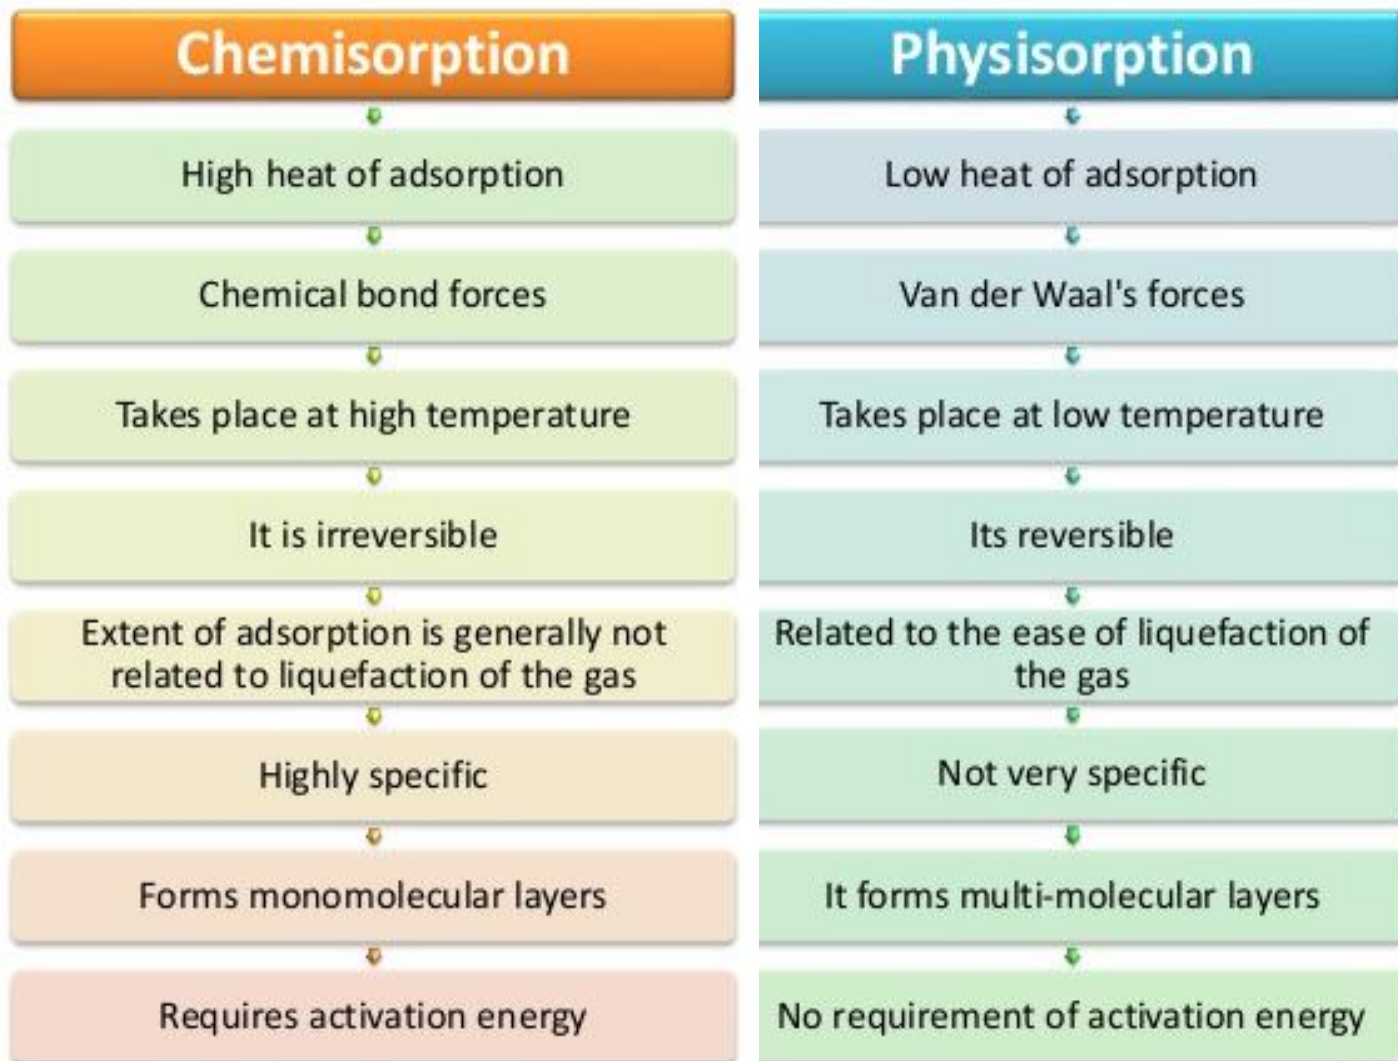 Chemisorption
High heat of adsorption
Chemical bond forces
Takes place at high temperature
It is irreversible
Extent of adsorption is generally not
related to liquefaction of the gas
Highly specific
Forms monomolecular layers
Requires activation energy
Physisorption
Low heat of adsorption
Van der Waal's forces
Takes place at low temperature
Its reversible
Related to the ease of liquefaction of
the gas
Not very specific
It forms multi-molecular layers
No requirement of activation energy